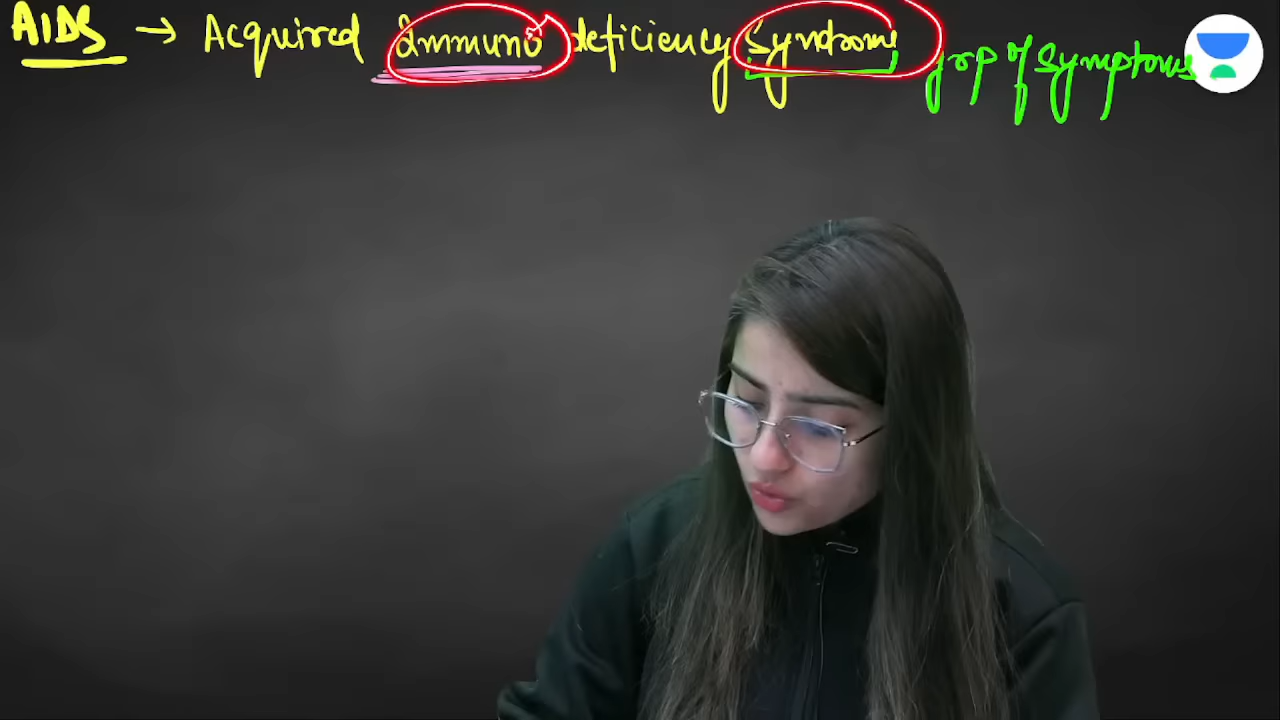 AIDS → Acquired Immuno deficiency Syndrome grp of symptoms